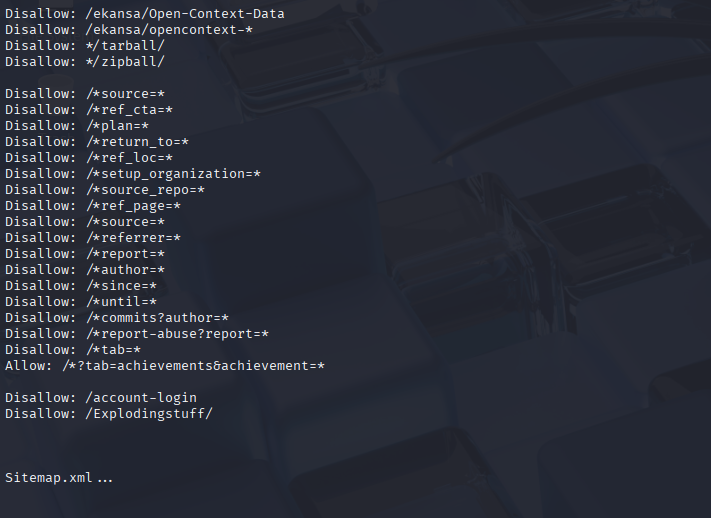 Disallow: /ekansa/Open-Context-Data
Disallow: /ekansa/opencontext-*
Disallow: */tarball/
Disallow: */zipball/
Disallow: /*source=*
Disallow: /*ref_cta=*
Disallow: /*plan=*
Disallow: /*return_to=*
Disallow: /*ref_loc=*
Disallow: /*setup_organization=*
Disallow: /*source_repo=*
Disallow: /*ref_page=*
Disallow: /*source=*
Disallow: /*referrer=*
Disallow: /*report=*
Disallow: /*author=*
Disallow: /*since=*
Disallow: /*until=*
Disallow: /*commits?author=*
Disallow: /*report-abuse?report=*
Disallow: /*tab=*
Allow: /*?tab=achievements&achievement=*
Disallow: /account-login
Disallow: /Explodingstuff/
Sitemap.xml...